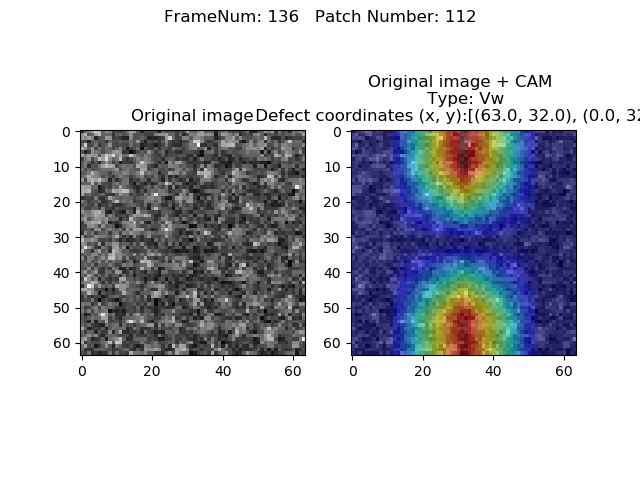 FrameNum: 136   Patch Number: 112
Original image + CAM
Type: Vw
Original image
Defect coordinates (x, y):[(63.0, 32.0), (0.0, 32
0
10
20
30
40
50
60
0 20 40 60
0
10
20
30
40
50
60
0 20 40 60